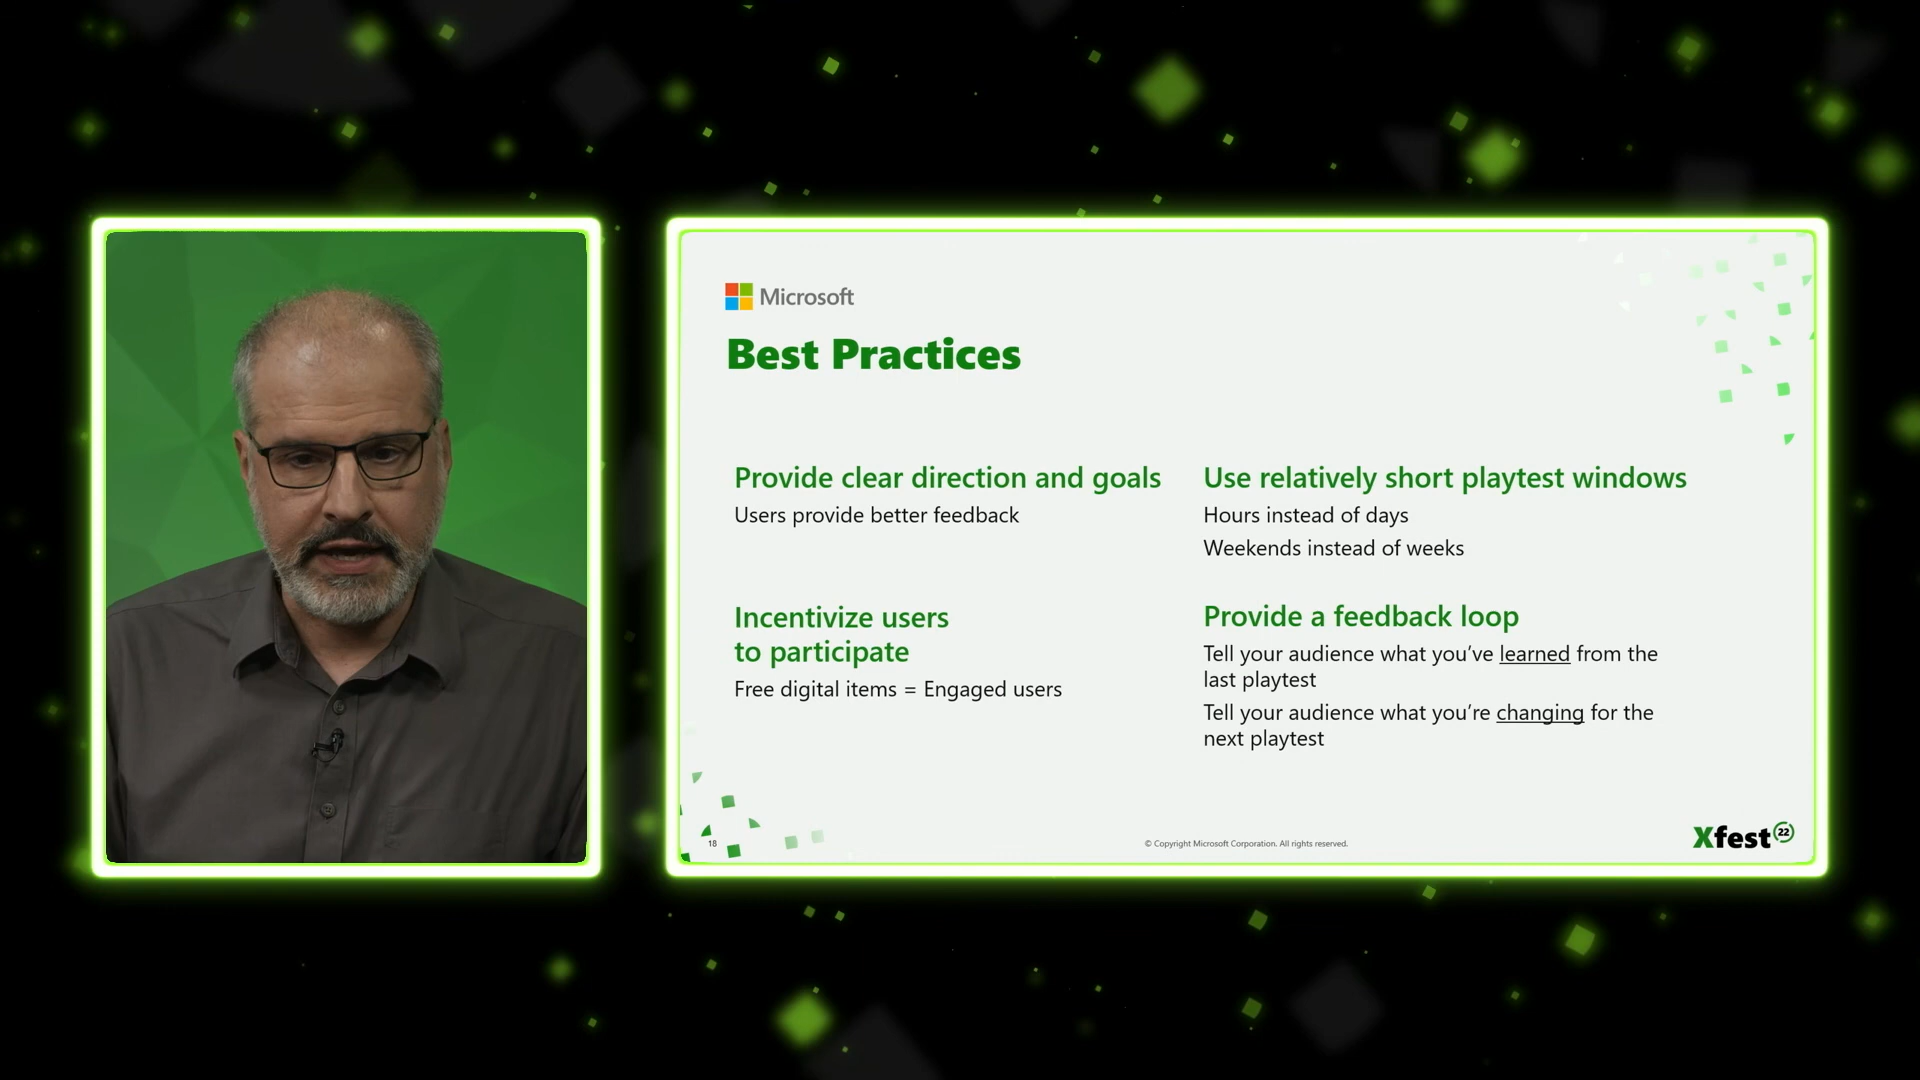 Microsoft
Best Practices
Provide clear direction and goals
Users provide better feedback
Incentivize users
to participate
Free digital items = Engaged users
Use relatively short playtest windows
Hours instead of days
Weekends instead of weeks
Provide a feedback loop
Tell your audience what you’ve learned from the
last playtest
Tell your audience what you’re changing for the
next playtest
18
© Copyright Microsoft Corporation. All rights reserved.
Xfest 22